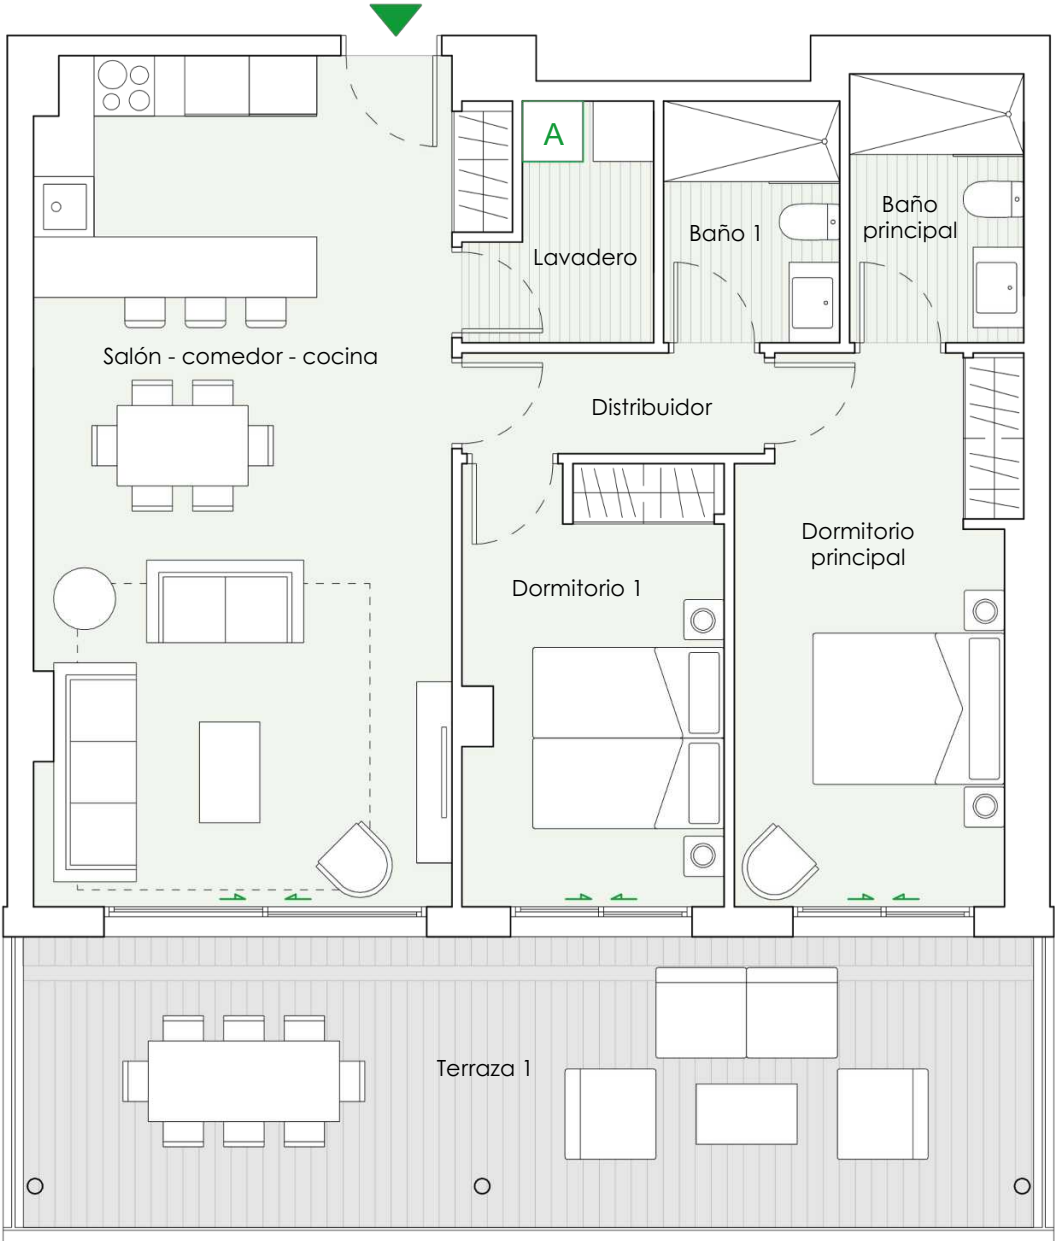 A
Baño
principal
Baño 1
Lavadero
Salón - comedor - cocina
Distribuidor
Dormitorio
principal
Dormitorio 1
Terraza 1